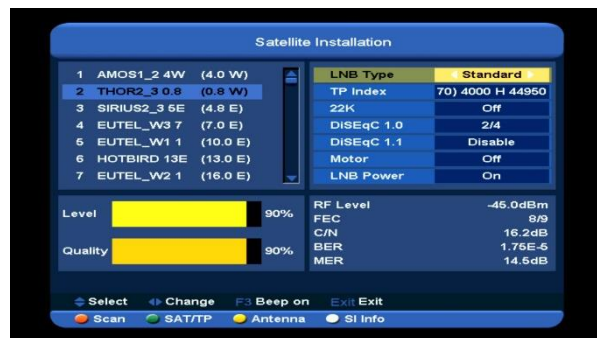 Satellite Installation
1 AMOS1_2 4W (4.0 W)
2 THOR2_3 0.8 (0.8 W)
3 SIRIUS2_3 5E (4.8 E)
4 EUTEL_W3 7 (7.0 E)
5 EUTEL_W1 1 (10.0 E)
6 HOTBIRD 13E (13.0 E)
7 EUTEL_W2 1 (16.0 E)
LNB Type Standard
TP Index 70) 4000 H 44950
22K Off
DiSEqC 1.0 2/4
DiSEqC 1.1 Disable
Motor Off
LNB Power On
Level 90%
Quality 90%
RF Level -45.0dBm
FEC 8/9
C/N 16.2dB
BER 1.75E-5
MER 14.5dB
Select Change F3 Beep on Exit Exit
Scan SAT/TP Antenna SI Info